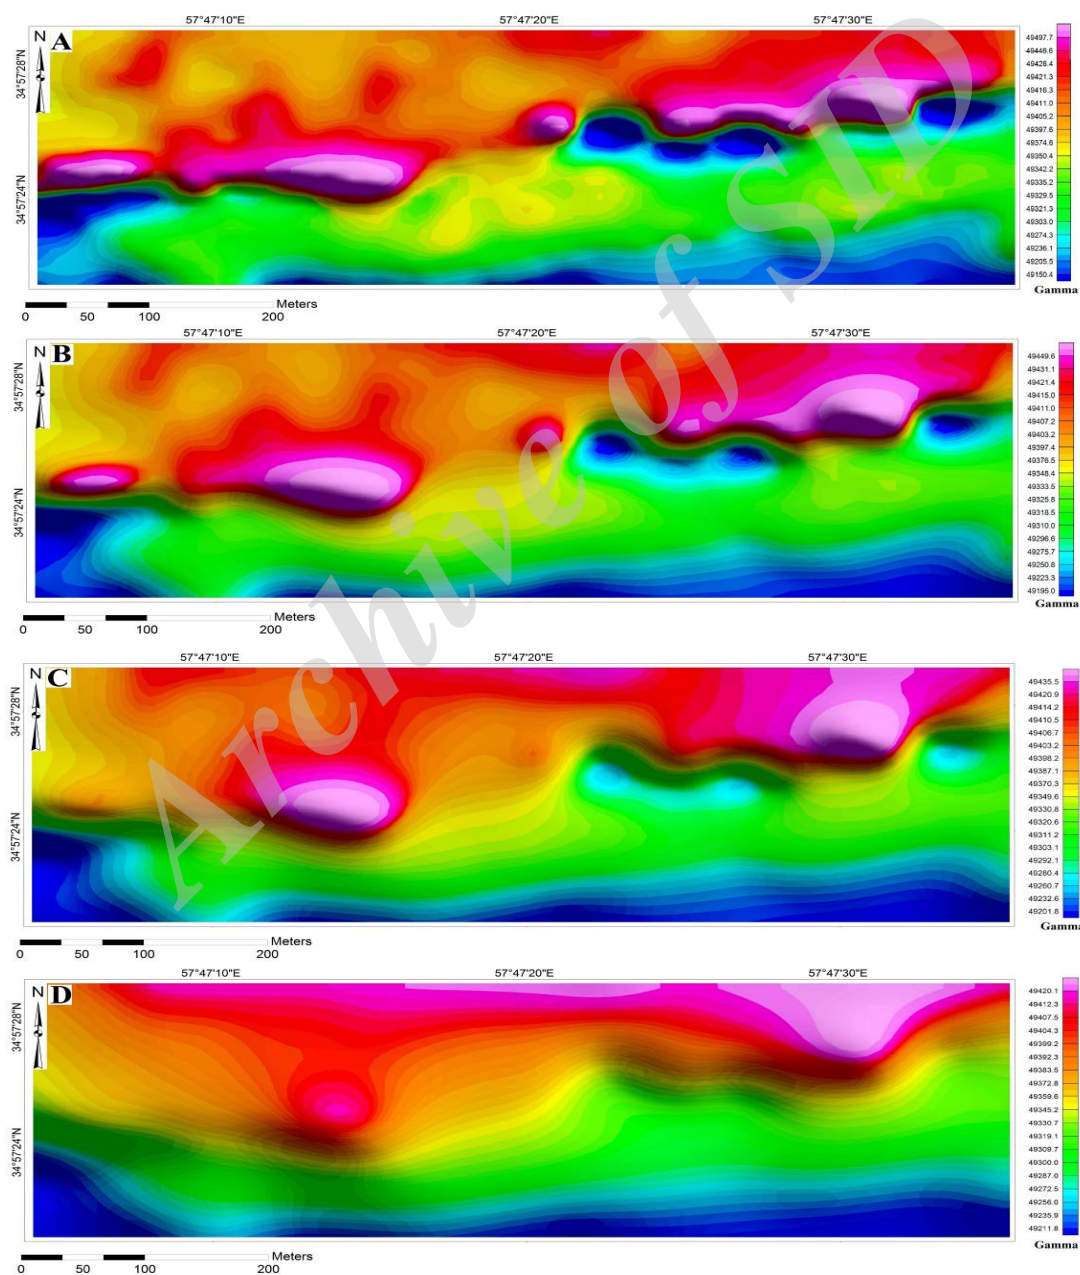 57°47'10"E 57°47'20"E 57°47'30"E
N A
34°57'28"N
34°57'24"N
49497.7
49446.6
49428.4
49421.3
49416.3
49411.0
49405.2
49397.6
49374.6
49350.4
49342.2
49335.2
49329.5
49321.3
49303.0
49274.3
49236.1
49205.5
49150.4
Gamma
Meters
0 50 100 200
57°47'10"E 57°47'20"E 57°47'30"E
N B
34°57'28"N
34°57'24"N
49449.6
49431.1
49421.4
49415.0
49411.0
49407.2
49403.2
49397.4
49376.5
49348.4
49333.5
49325.8
49318.5
49310.0
49296.6
49275.7
49250.8
49223.3
49195.0
Gamma
Meters
0 50 100 200
57°47'10"E 57°47'20"E 57°47'30"E
N C
34°57'28"N
34°57'24"N
49435.5
49420.9
49414.2
49410.5
49406.7
49403.2
49398.2
49387.1
49370.3
49349.6
49330.8
49320.6
49311.2
49303.1
49292.1
49280.4
49260.7
49232.6
49201.8
Gamma
Meters
0 50 100 200
57°47'10"E 57°47'20"E 57°47'30"E
N D
34°57'28"N
34°57'24"N
49420.1
49412.3
49407.5
49404.3
49399.2
49392.3
49383.5
49372.8
49359.6
49345.2
49330.7
49319.1
49309.7
49300.0
49287.0
49272.5
49256.0
49235.9
49211.8
Gamma
Meters
0 50 100 200
Archive of SID